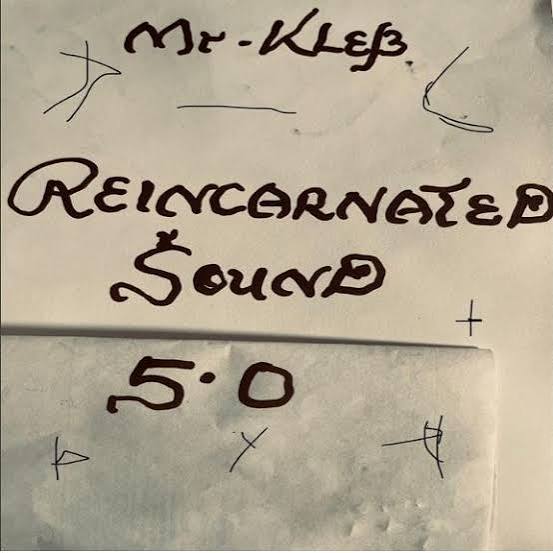 Mr-KLEß
REINCARNATED
SOUND
5.0